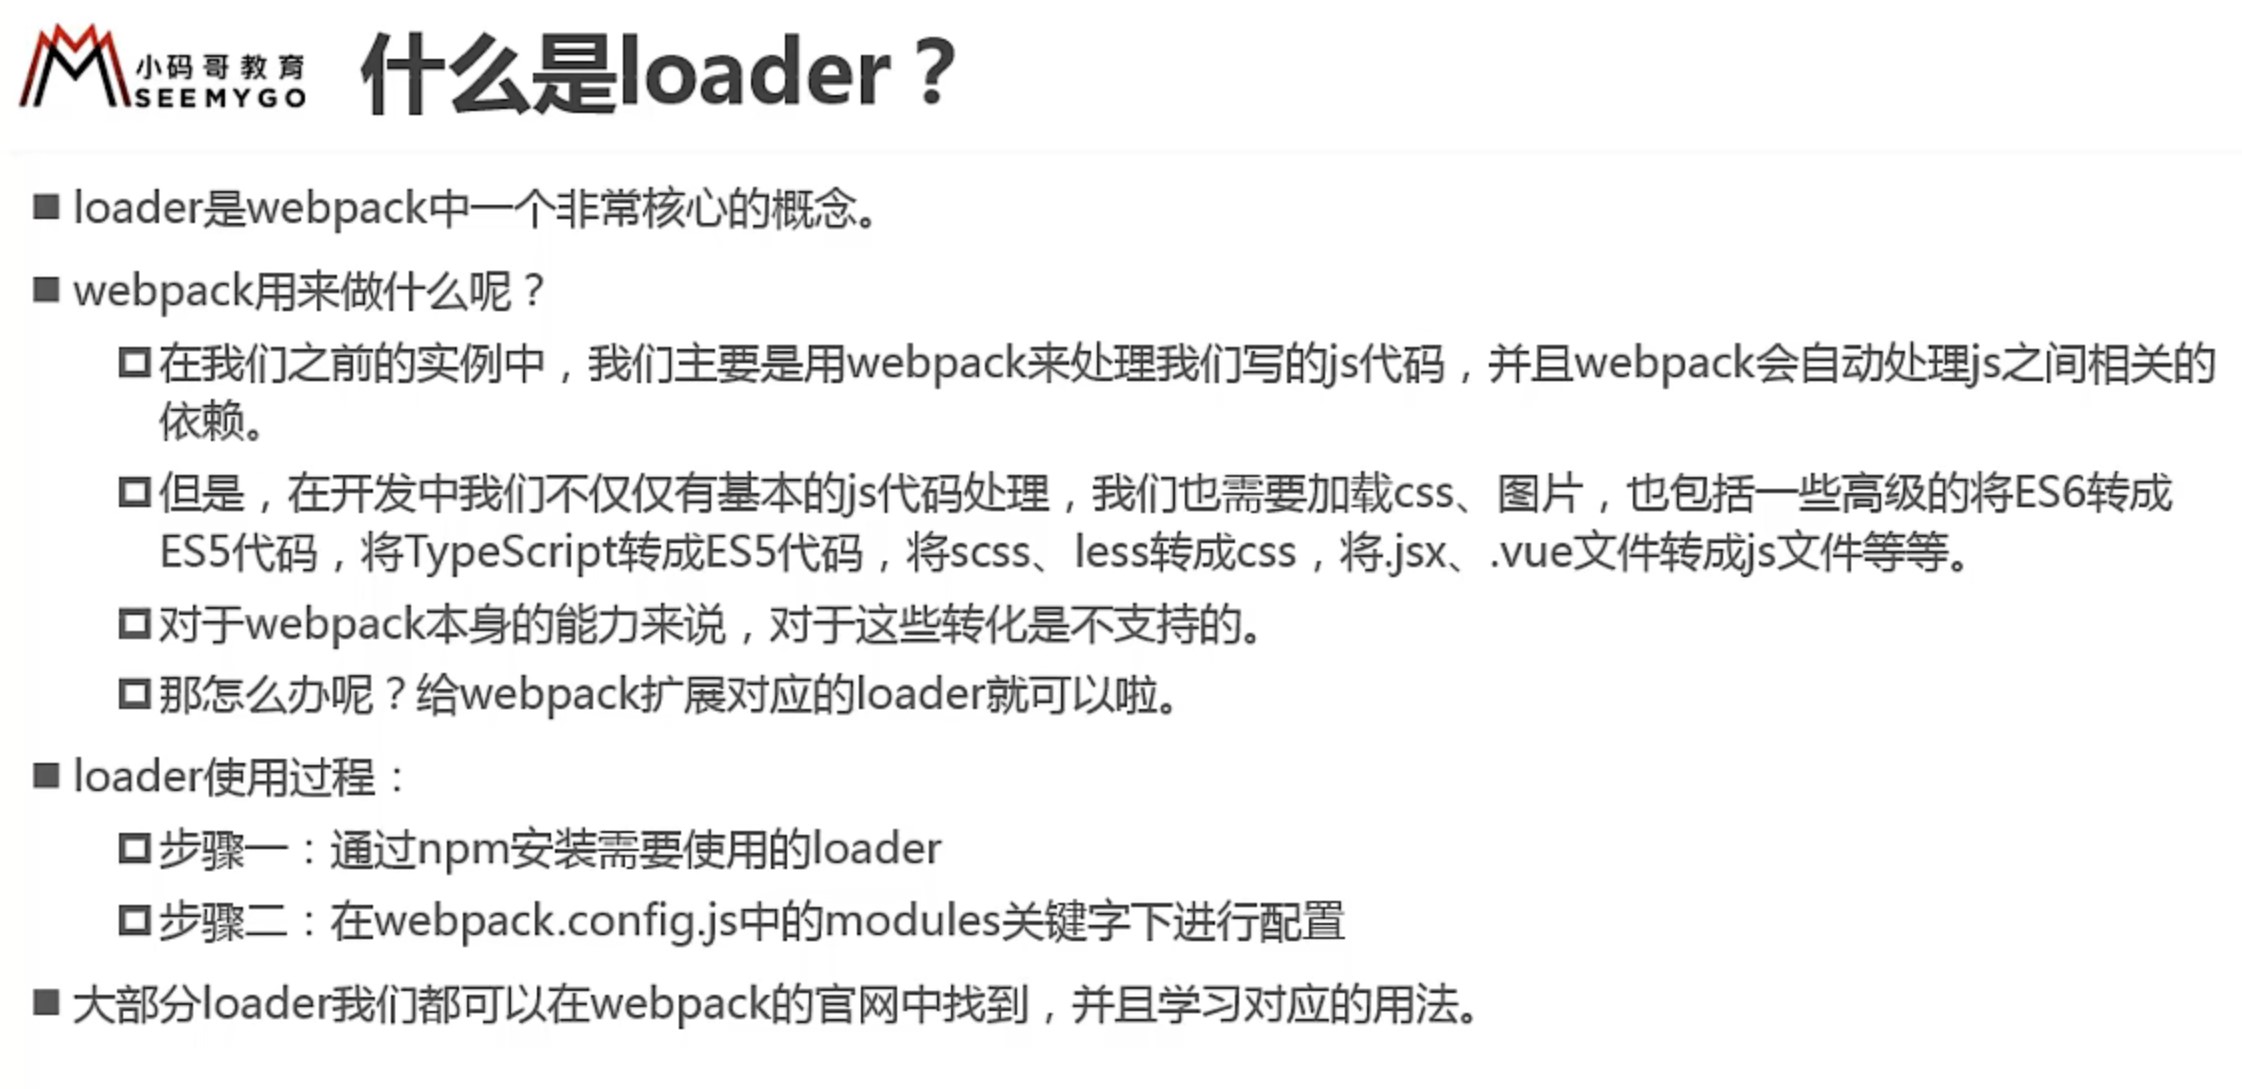 小码哥教育
SEEMYGO
什么是loader？
loader是webpack中一个非常核心的概念。
webpack用来做什么呢？
在我们之前的实例中，我们主要是用webpack来处理我们写的js代码，并且webpack会自动处理js之间相关的
依赖。
但是，在开发中我们不仅仅有基本的js代码处理，我们也需要加载css、图片，也包括一些高级的将ES6转成
ES5代码，将TypeScript转成ES5代码，将scss、less转成css，将.jsx、.vue文件转成js文件等等。
对于webpack本身的能力来说，对于这些转化是不支持的。
那怎么办呢？给webpack扩展对应的loader就可以啦。
loader使用过程：
步骤一：通过npm安装需要使用的loader
步骤二：在webpack.config.js中的modules关键字下进行配置
大部分loader我们都可以在webpack的官网中找到，并且学习对应的用法。